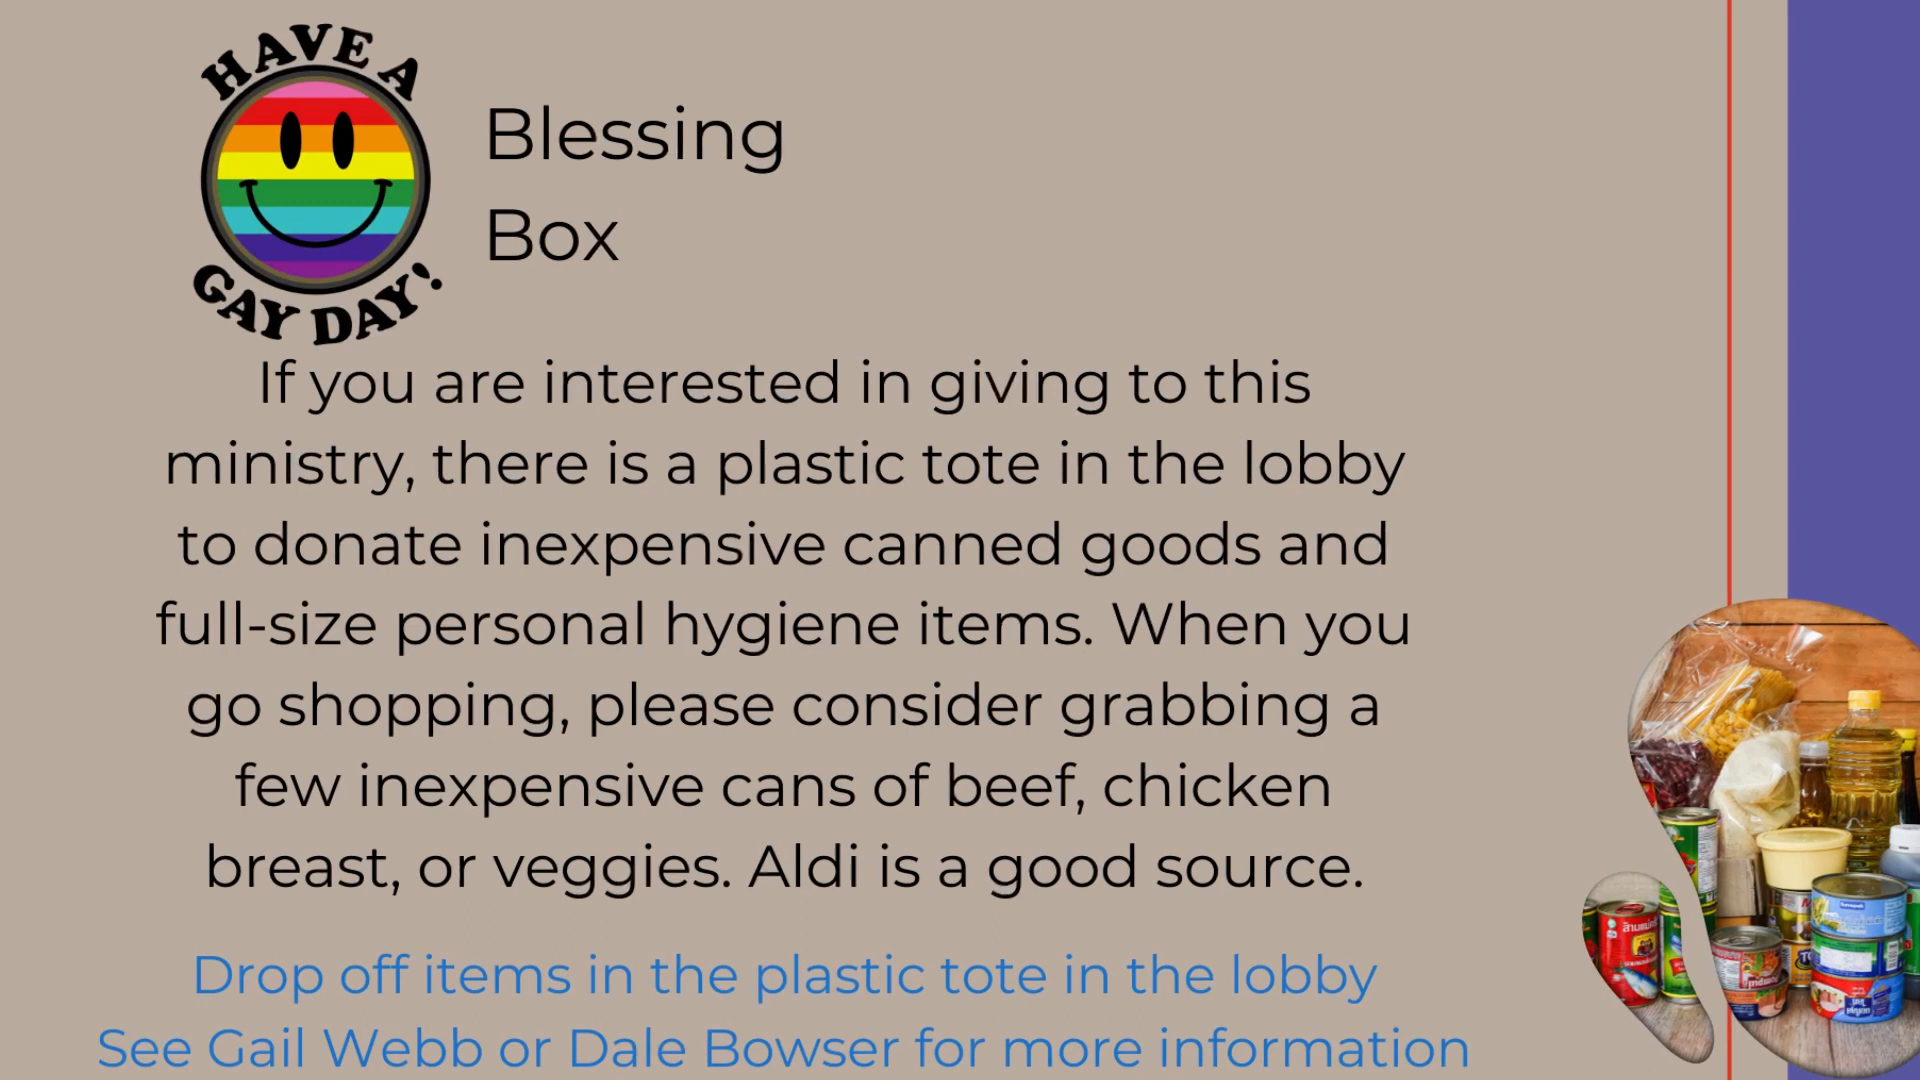 HAVE A
GAY DAY!
Blessing
Box
If you are interested in giving to this
ministry, there is a plastic tote in the lobby
to donate inexpensive canned goods and
full-size personal hygiene items. When you
go shopping, please consider grabbing a
few inexpensive cans of beef, chicken
breast, or veggies. Aldi is a good source.
Drop off items in the plastic tote in the lobby
See Gail Webb or Dale Bowser for more information